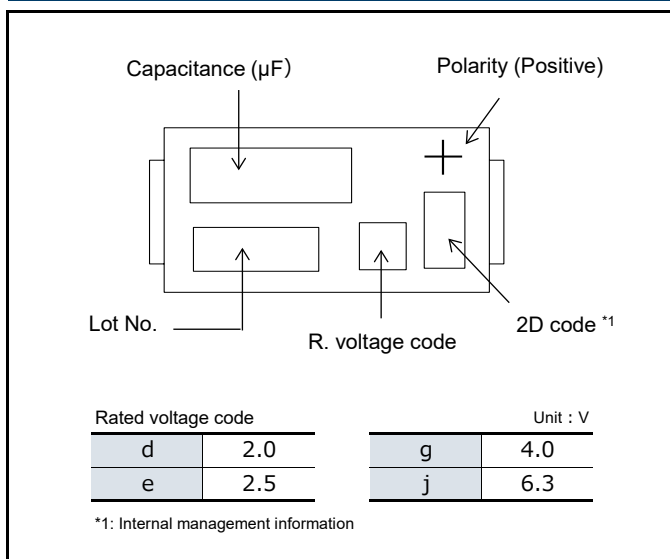 Capacitance (μF)
Polarity (Positive)
+
Lot No.
R. voltage code
2D code *1
Rated voltage code
Unit : V
d 2.0 g 4.0
e 2.5 j 6.3
*1: Internal management information